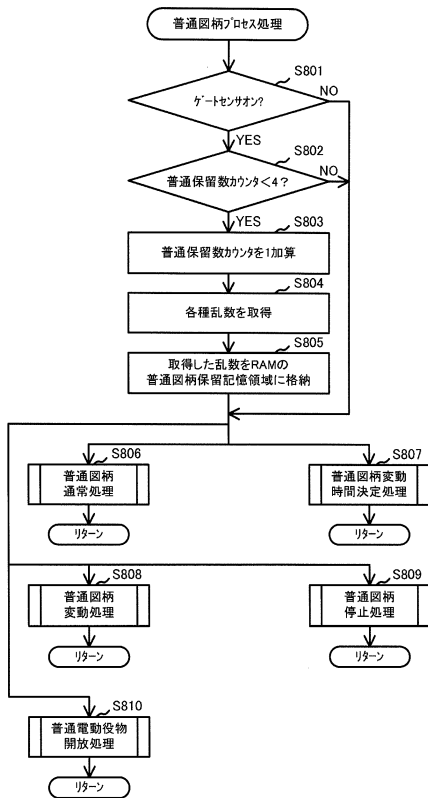 普通図柄ﾌﾟﾛｾｽ処理
S801
ｹﾞｰﾄｾﾝｻｵﾝ?
NO
YES
S802
普通保留数ｶｳﾝﾀ<4?
NO
YES
S803
普通保留数ｶｳﾝﾀを1加算
S804
各種乱数を取得
S805
取得した乱数をRAMの
普通図柄保留記憶領域に格納
S806
普通図柄
通常処理
ﾘﾀｰﾝ
S807
普通図柄変動
時間決定処理
ﾘﾀｰﾝ
S808
普通図柄
変動処理
ﾘﾀｰﾝ
S809
普通図柄
停止処理
ﾘﾀｰﾝ
S810
普通電動役物
開放処理
ﾘﾀｰﾝ